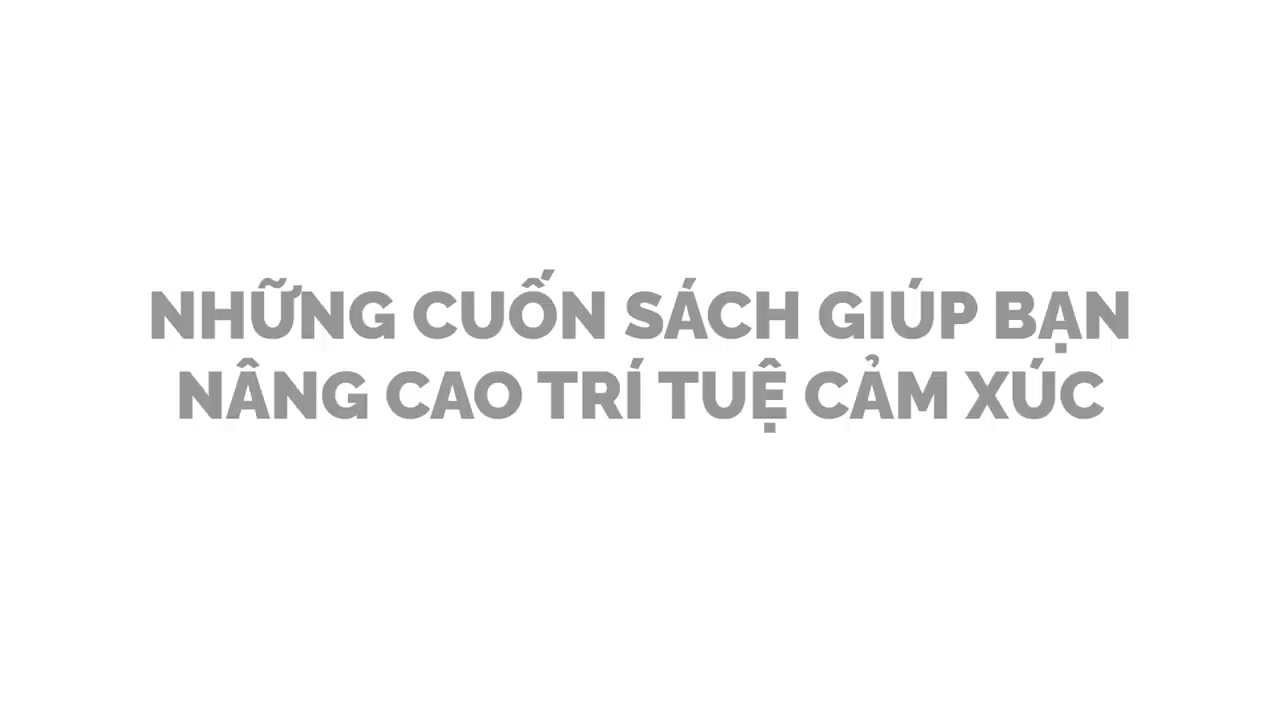 NHỮNG CUỐN SÁCH GIÚP BẠN
NÂNG CAO TRÍ TUỆ CẢM XÚC